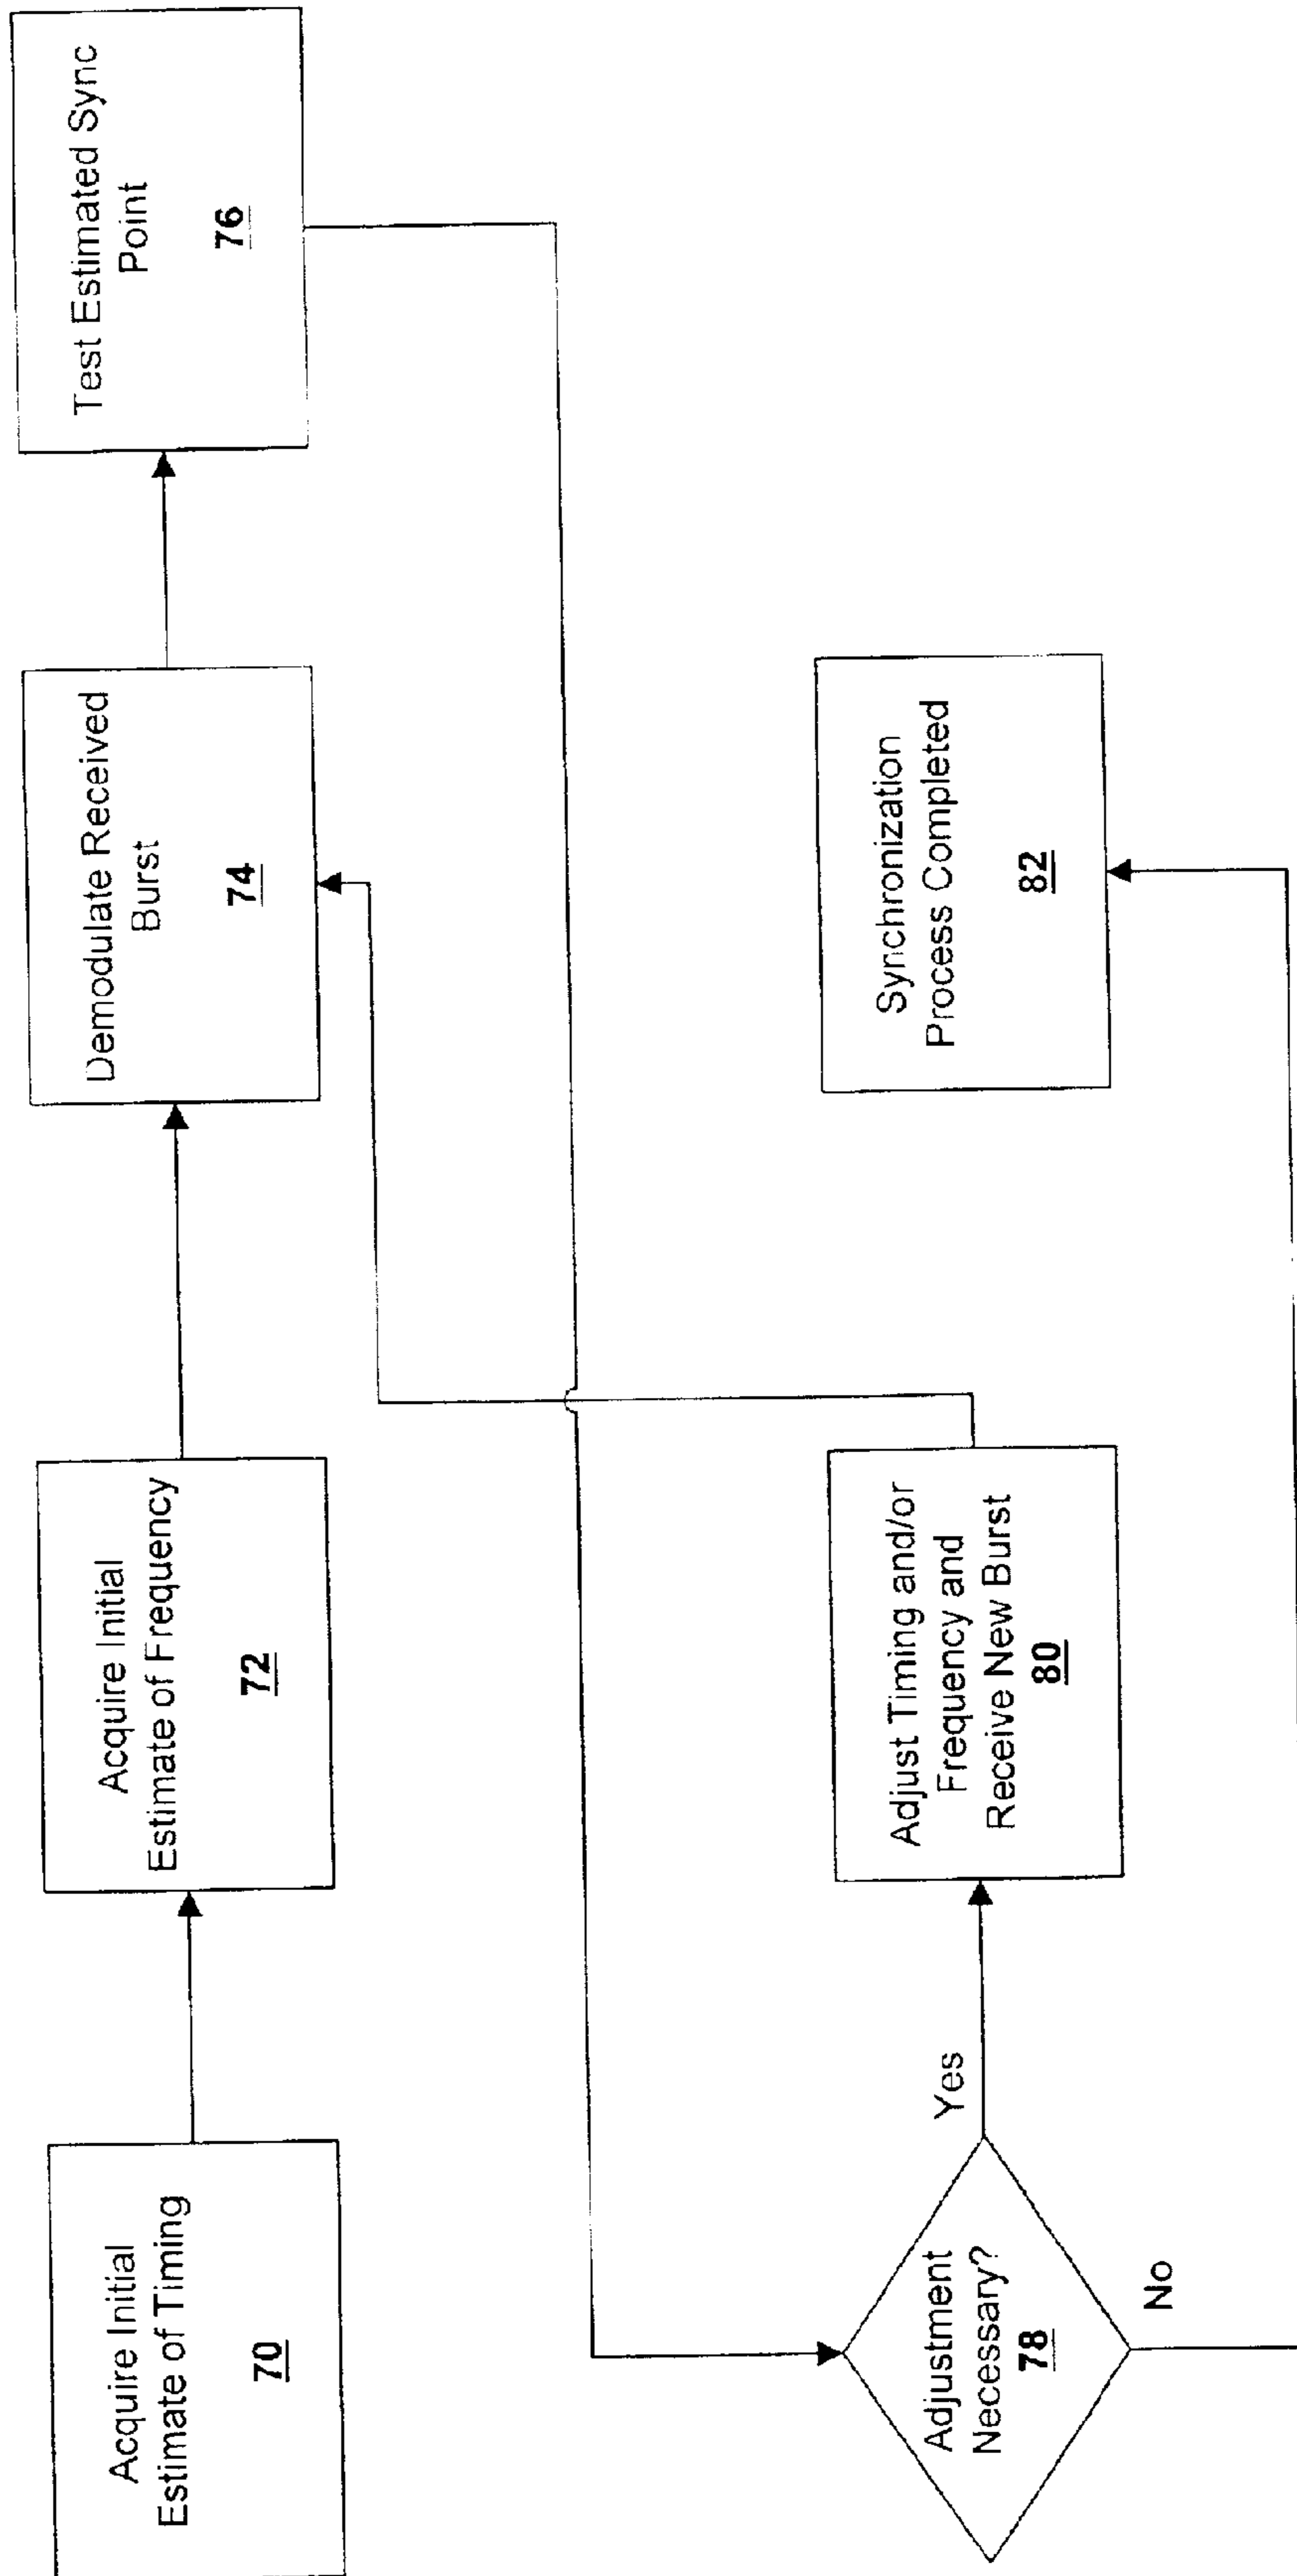 Acquire Initial
Estimate of Timing
70
Acquire Initial
Estimate of Frequency
72
Demodulate Received
Burst
74
Test Estimated Sync
Point
76
Adjustment
Necessary?
78
Yes
No
Adjust Timing and/or
Frequency and
Receive New Burst
80
Synchronization
Process Completed
82